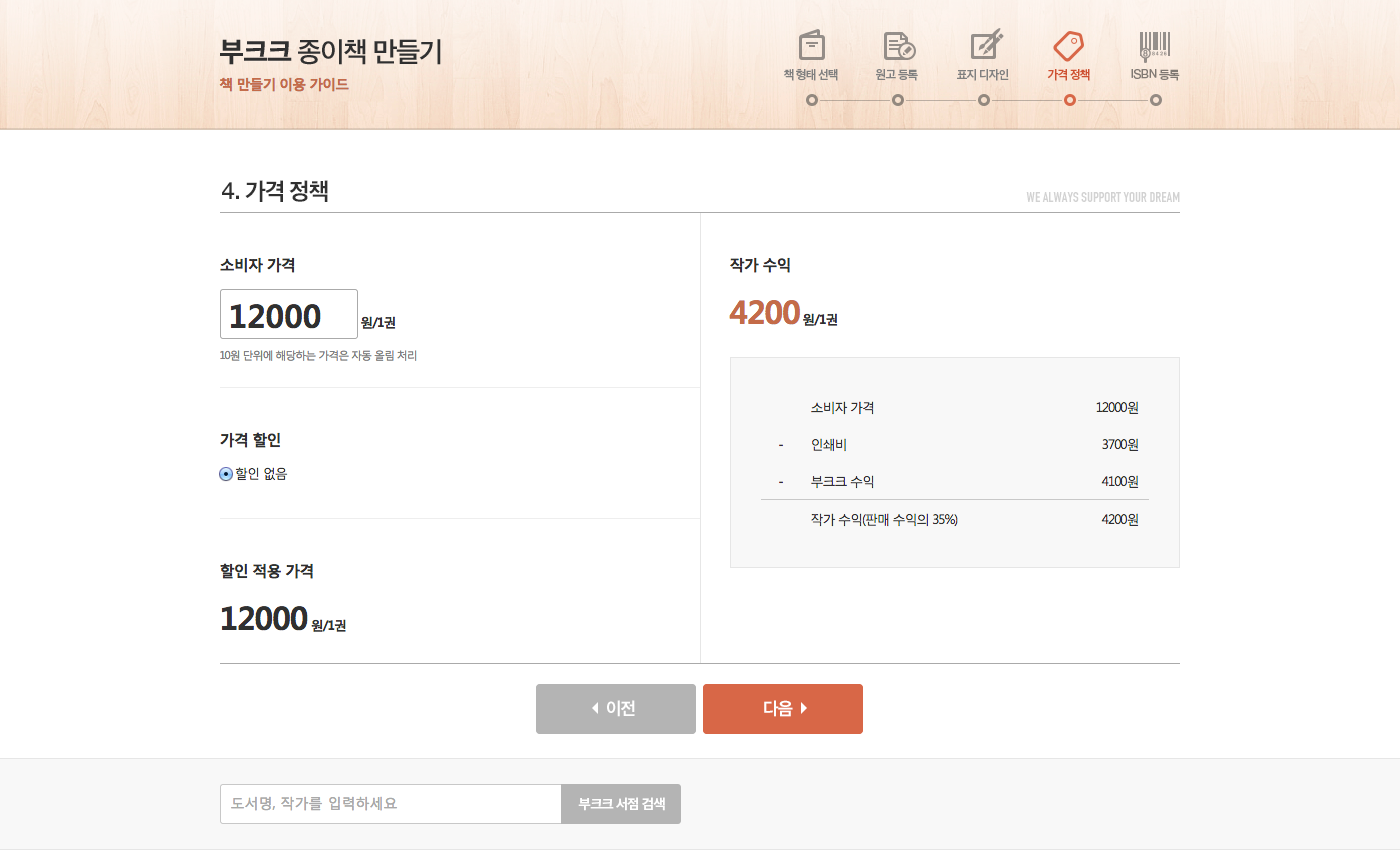 부크크 종이책 만들기
책 만들기 이용 가이드
책 형태 선택
원고 등록
표지 디자인
가격 정책
ISBN 등록
4. 가격 정책
WE ALWAYS SUPPORT YOUR DREAM
소비자 가격
12000 원/1권
10원 단위에 해당하는 가격은 자동 올림 처리
가격 할인
할인 없음
할인 적용 가격
12000 원/1권
작가 수익
4200 원/1권
소비자 가격 12000원
- 인쇄비 3700원
- 부크크 수익 4100원
작가 수익(판매 수익의 35%) 4200원
이전
다음
도서명, 작가를 입력하세요
부크크 서점 검색